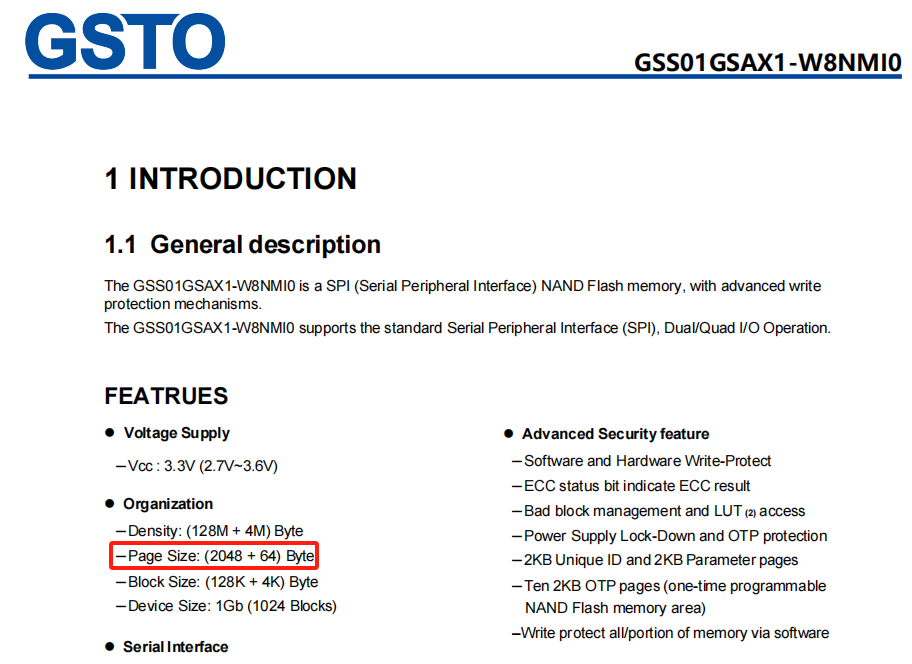 GSTO
GSS01GSAX1-W8NMI0
1 INTRODUCTION
1.1 General description
The GSS01GSAX1-W8NMI0 is a SPI (Serial Peripheral Interface) NAND Flash memory, with advanced write
protection mechanisms.
The GSS01GSAX1-W8NMI0 supports the standard Serial Peripheral Interface (SPI), Dual/Quad I/O Operation.
FEATRUES
● Voltage Supply
—Vcc : 3.3V (2.7V~3.6V)
● Organization
—Density: (128M + 4M) Byte
—Page Size: (2048 + 64) Byte
—Block Size: (128K + 4K) Byte
—Device Size: 1Gb (1024 Blocks)
● Serial Interface
● Advanced Security feature
—Software and Hardware Write-Protect
—ECC status bit indicate ECC result
—Bad block management and LUT (2) access
—Power Supply Lock-Down and OTP protection
—2KB Unique ID and 2KB Parameter pages
—Ten 2KB OTP pages (one-time programmable
NAND Flash memory area)
—Write protect all/portion of memory via software